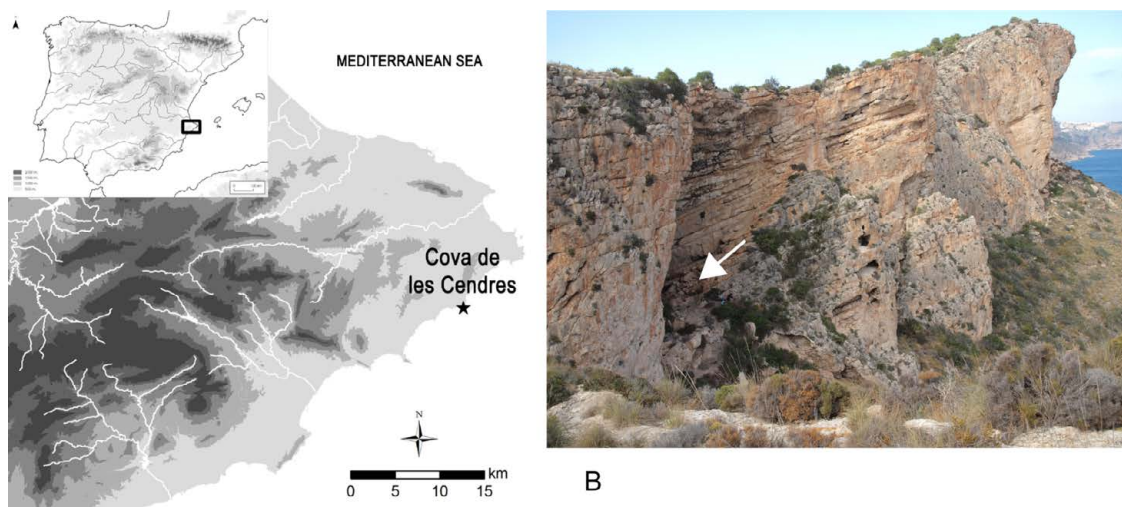 MEDITERRANEAN SEA
Cova de
les Cendres
N
km
0 5 10 15
B